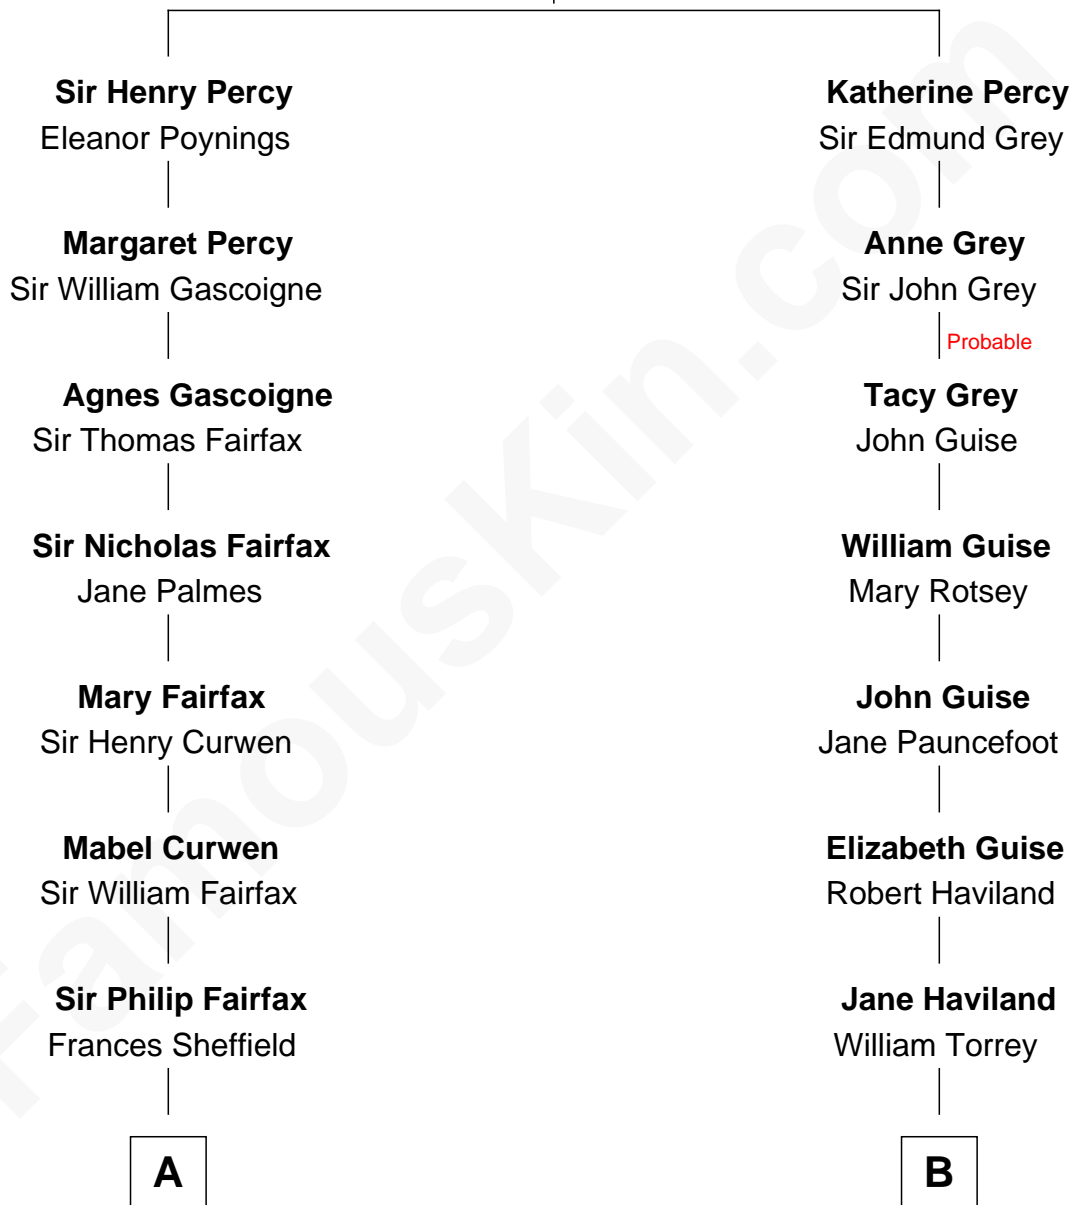 Sir Henry Percy
Eleanor Poynings
Margaret Percy
Sir William Gascoigne
Agnes Gascoigne
Sir Thomas Fairfax
Sir Nicholas Fairfax
Jane Palmes
Mary Fairfax
Sir Henry Curwen
Mabel Curwen
Sir William Fairfax
Sir Philip Fairfax
Frances Sheffield
A
Katherine Percy
Sir Edmund Grey
Anne Grey
Sir John Grey
Probable
Tacy Grey
John Guise
William Guise
Mary Rotsey
John Guise
Jane Pauncefoot
Elizabeth Guise
Robert Haviland
Jane Haviland
William Torrey
B
FamousKin.com